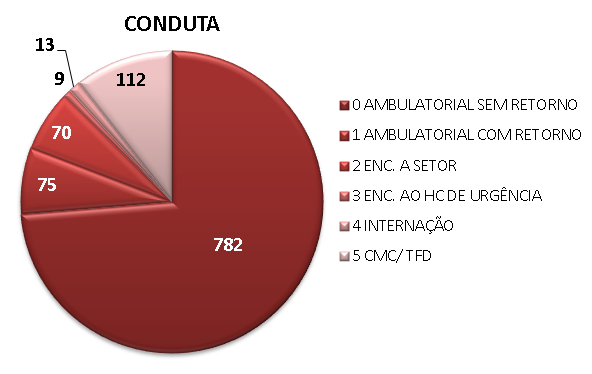 CONDUTA
13
9
112
70
75
782
0 AMBULATORIAL SEM RETORNO
1 AMBULATORIAL COM RETORNO
2 ENC. A SETOR
3 ENC. AO HC DE URGÊNCIA
4 INTERNAÇÃO
5 CMC/ TFD